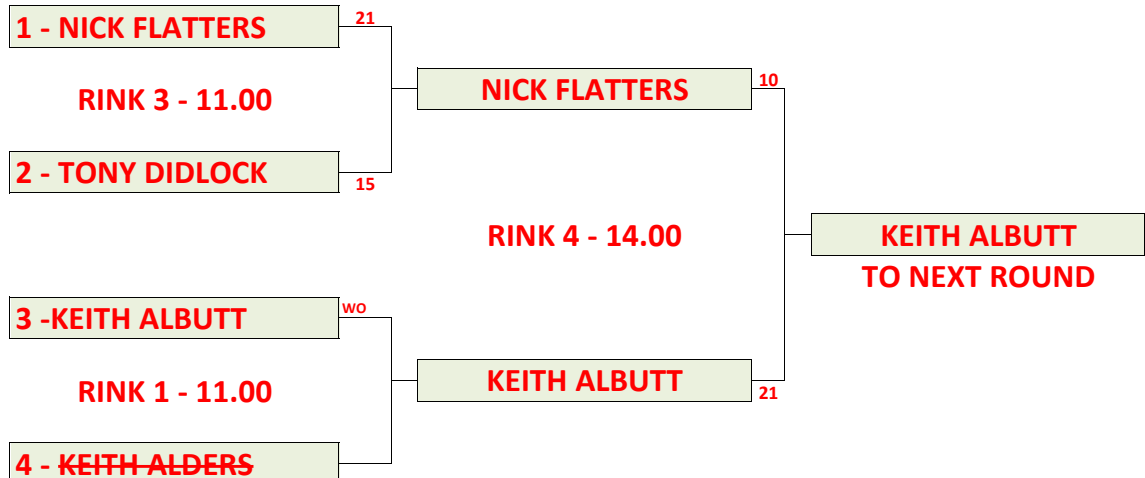 1 - NICK FLATTERS
21
RINK 3 - 11.00
NICK FLATTERS
10
2 - TONY DIDLOCK
15
RINK 4 - 14.00
KEITH ALBUTT
TO NEXT ROUND
3 -KEITH ALBUTT
WO
RINK 1 - 11.00
KEITH ALBUTT
21
4 - KEITH ALDERS